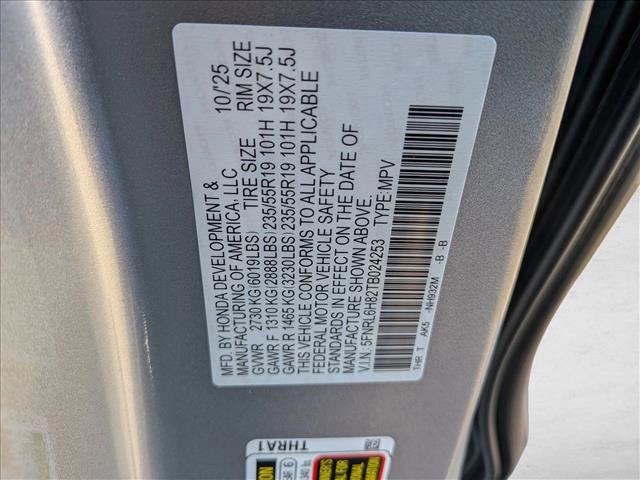 MFD. BY HONDA DEVELOPMENT & 10/'25
MANUFACTURING OF AMERICA, LLC
TIRE SIZE RIM SIZE
GVWR 2730 KG(6019LBS)
GAWR F 1310 KG(2888LBS) 235/55R19 101H 19X7.5J
GAWR R 1465 KG(3230LBS) 235/55R19 101H 19X7.5J
THIS VEHICLE CONFORMS TO ALL APPLICABLE
FEDERAL MOTOR VEHICLE SAFETY
STANDARDS IN EFFECT ON THE DATE OF
MANUFACTURE SHOWN ABOVE.
V.I.N. 5FNRL6H82TB024253 TYPE:MPV
THR T AK5 -NH932M -B -B
THRA1